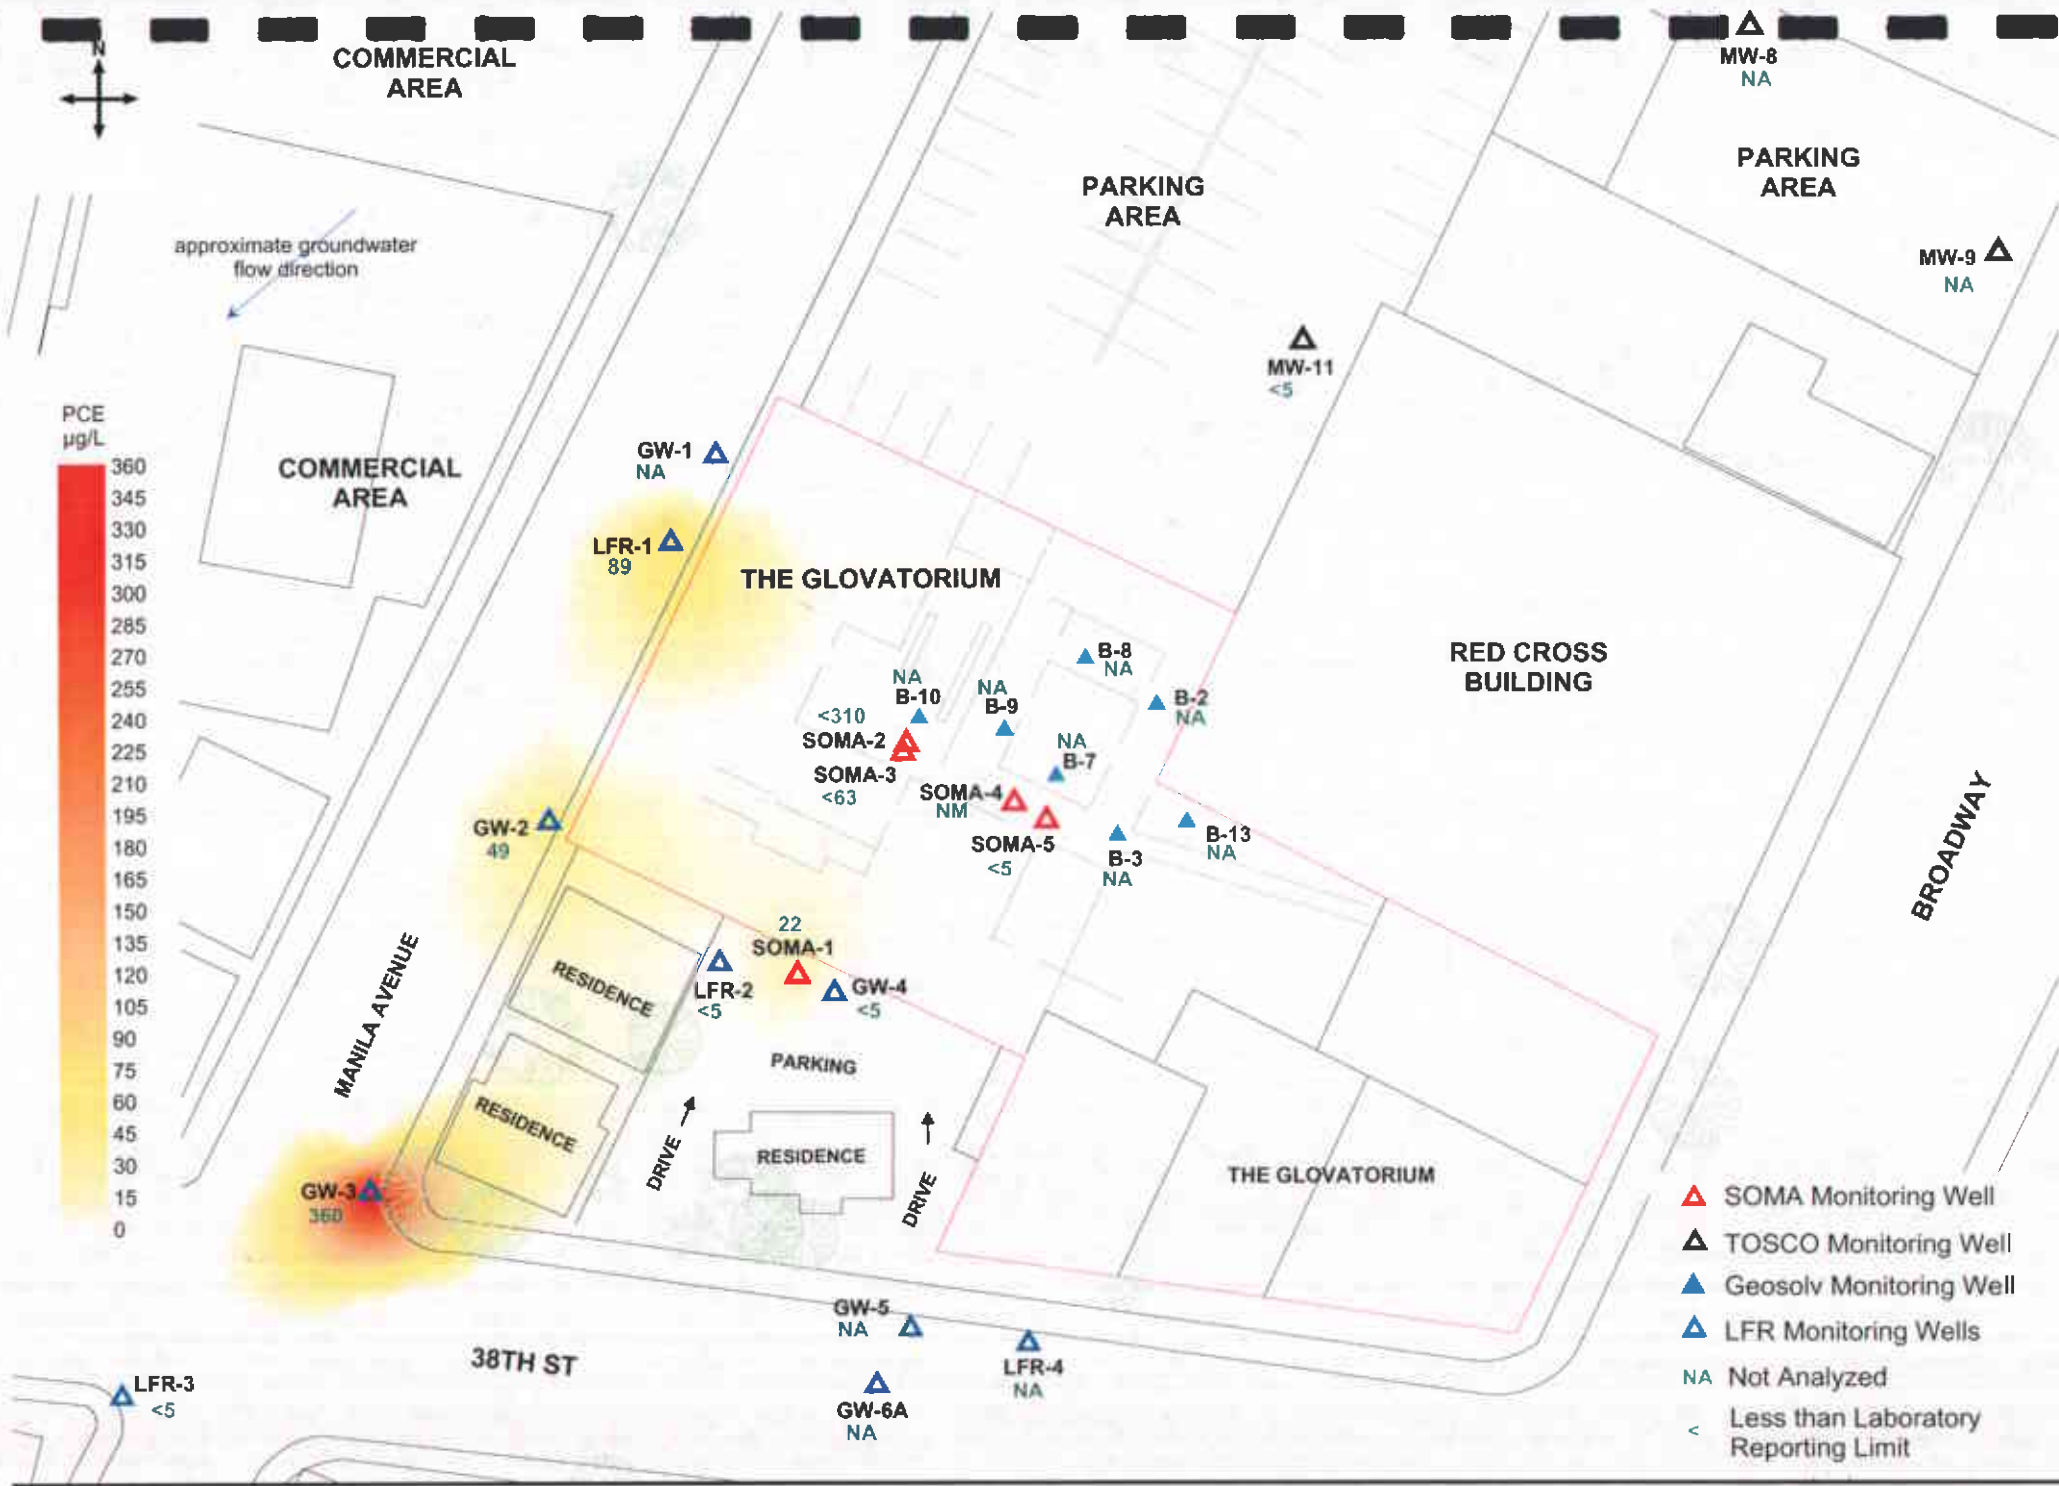 N
COMMERCIAL
AREA
MW-8
NA
PARKING
AREA
PARKING
AREA
approximate groundwater
flow direction
MW-9
NA
MW-11
<5
PCE
µg/L
360
345
330
315
300
285
270
255
240
225
210
195
180
165
150
135
120
105
90
75
60
45
30
15
0
COMMERCIAL
AREA
GW-1
NA
LFR-1
89
THE GLOVATORIUM
RED CROSS
BUILDING
B-8
NA
NA
B-10
NA
B-9
B-2
NA
<310
SOMA-2
SOMA-3
<63
NA
B-7
SOMA-4
NM
SOMA-5
<5
B-3
NA
B-13
NA
GW-2
49
BROADWAY
22
SOMA-1
LFR-2
<5
GW-4
<5
RESIDENCE
MANILA AVENUE
PARKING
RESIDENCE
DRIVE
RESIDENCE
DRIVE
THE GLOVATORIUM
GW-3
360
GW-5
NA
LFR-4
NA
38TH ST
LFR-3
<5
GW-6A
NA
SOMA Monitoring Well
TOSCO Monitoring Well
Geosolv Monitoring Well
LFR Monitoring Wells
NA Not Analyzed
< Less than Laboratory
Reporting Limit